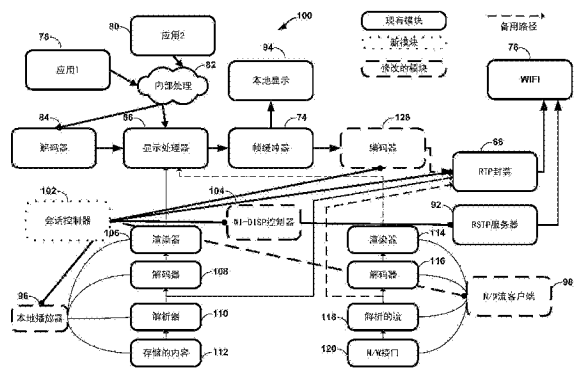 100
78
应用1
80
应用2
82
内部处理
94
本地显示
现有模块
新模块
修改的模块
备用路径
76
WIFI
84
解码器
86
显示处理器
74
帧缓冲器
128
编码器
68
RTP封装
102
会话控制器
104
WI-DISP控制器
92
RSTP服务器
106
渲染器
108
解码器
110
解析器
112
存储的内容
96
本地播放器
114
渲染器
116
解码器
118
解析的流
120
N/W接口
98
N/W流客户端